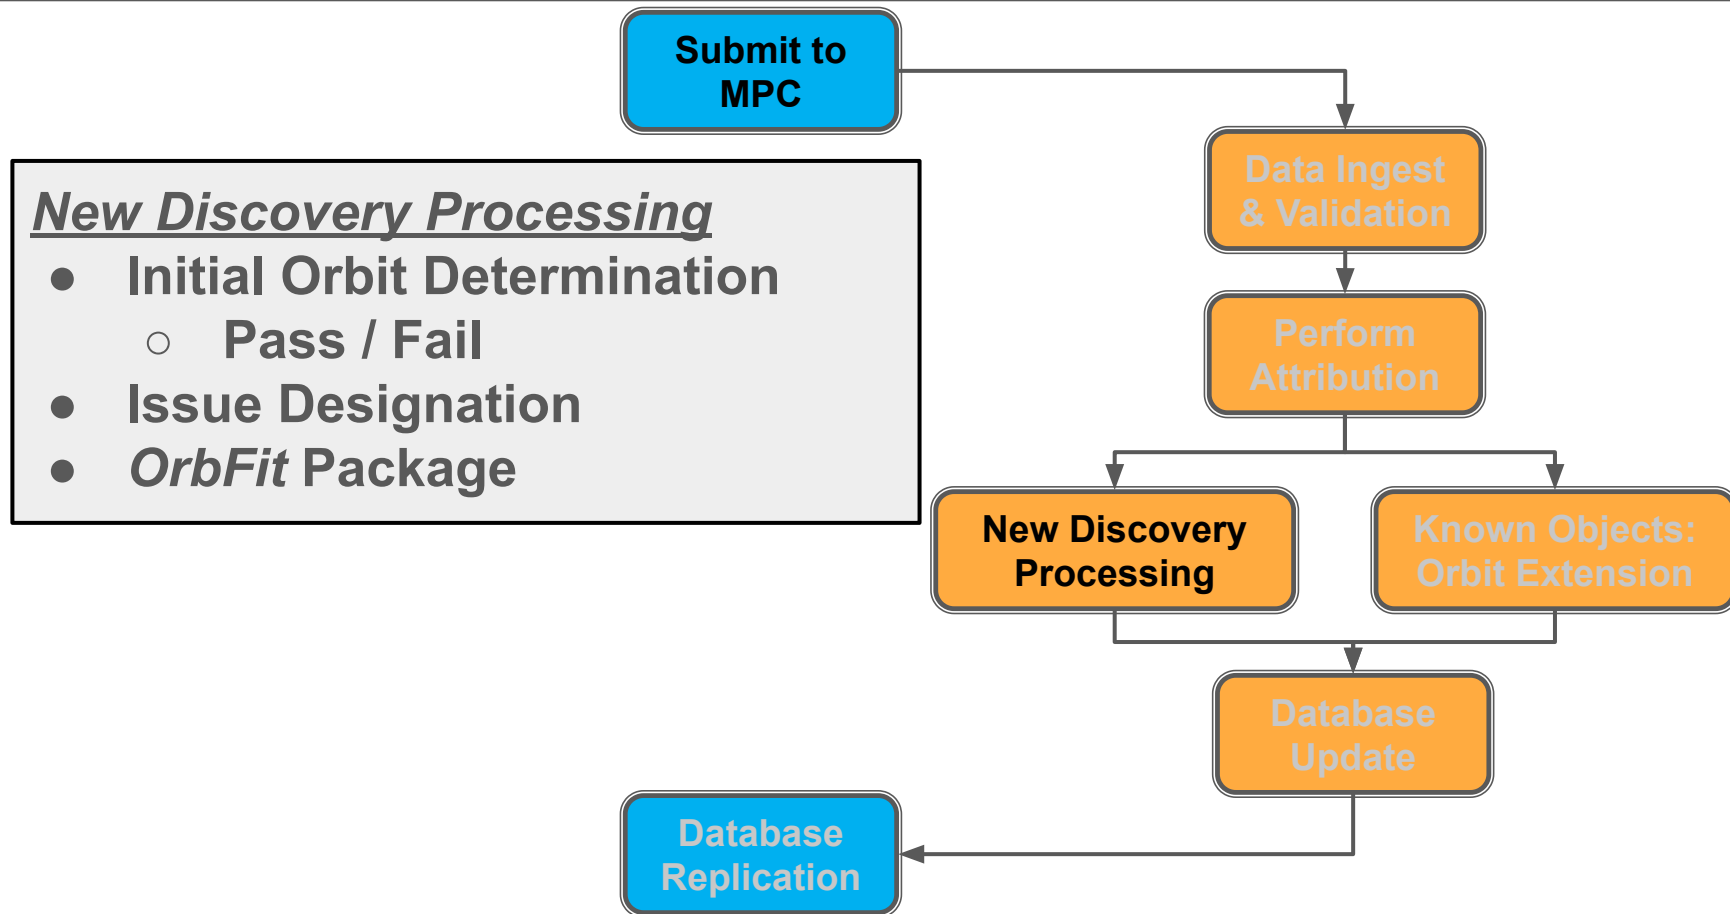 Submit to
MPC
New Discovery Processing
● Initial Orbit Determination
○ Pass / Fail
● Issue Designation
● OrbFit Package
Data Ingest
& Validation
Perform
Attribution
New Discovery
Processing
Known Objects:
Orbit Extension
Database
Update
Database
Replication